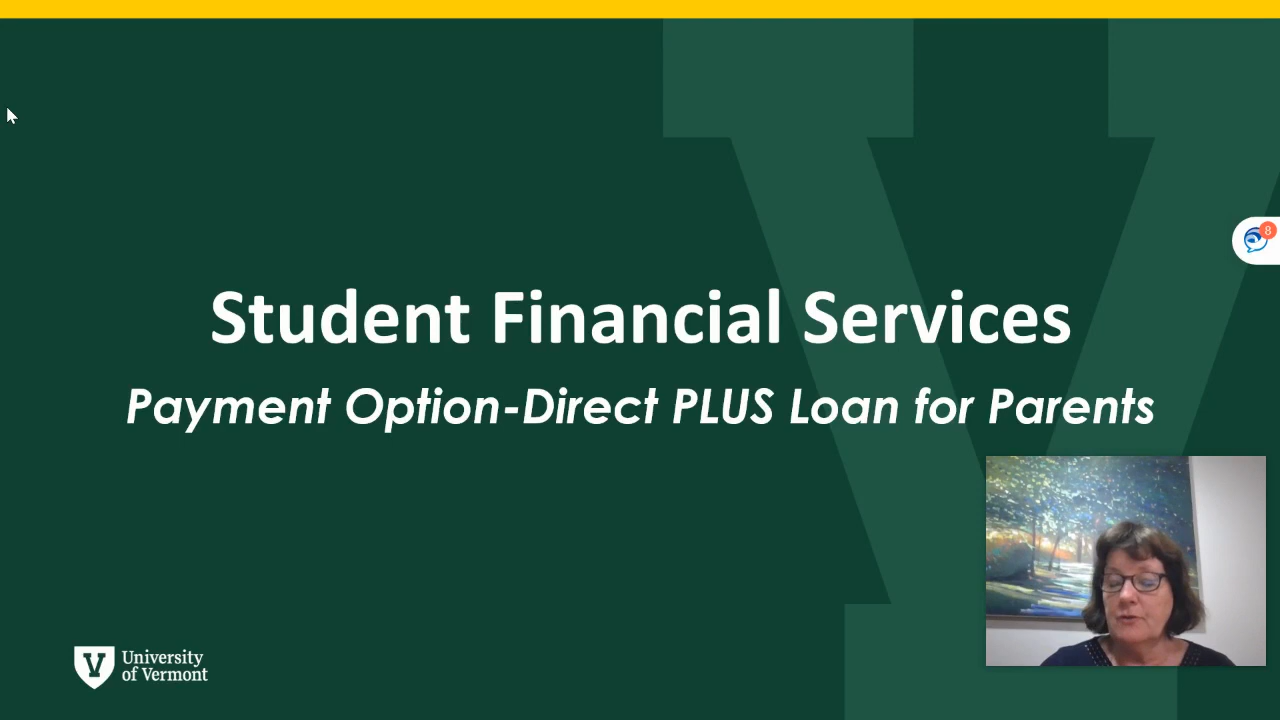 8
Student Financial Services
Payment Option-Direct PLUS Loan for Parents
V University
of Vermont